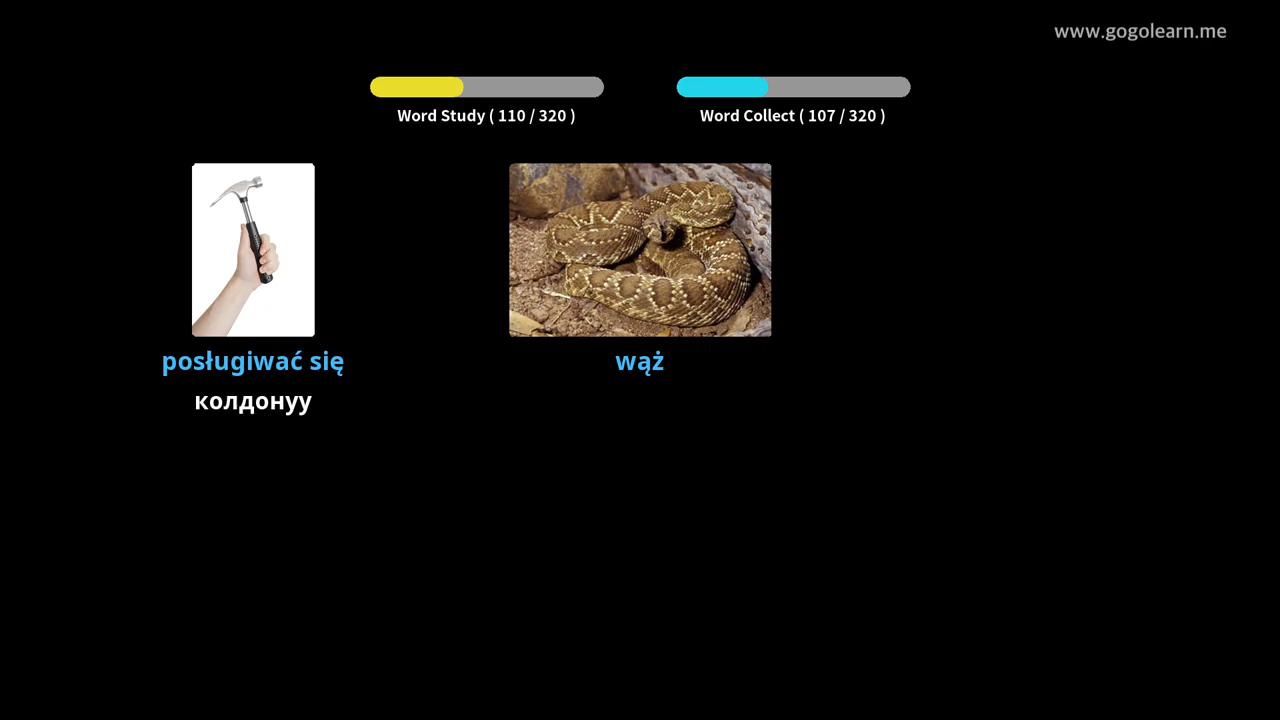 www.gogolearn.me
Word Study ( 110 / 320 )
Word Collect ( 107 / 320 )
posługiwać się
колдонуу
wąż